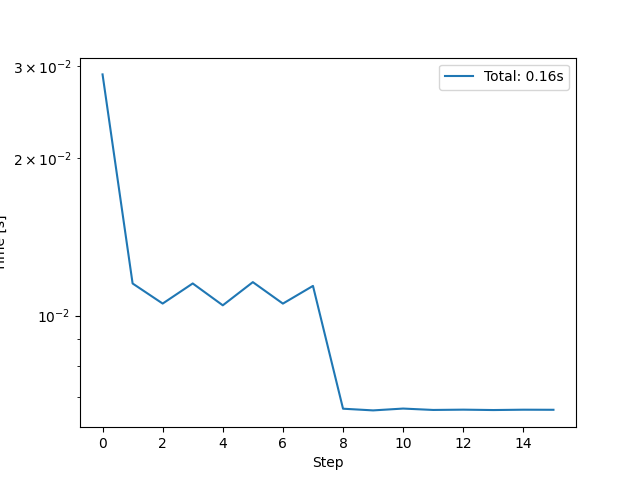 3 × 10⁻²
Total: 0.16s
2 × 10⁻²
[s]
10⁻²
0 2 4 6 8 10 12 14
Step